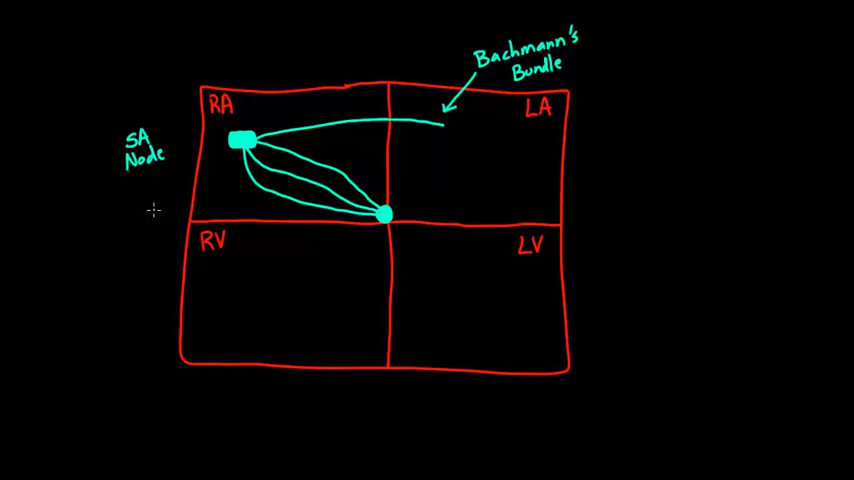 Bachmann's
Bundle
RA
LA
SA
Node
RV
LV